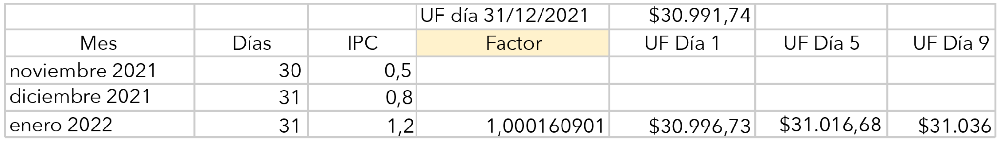 UF día 31/12/2021 $30.991,74
Mes Días IPC Factor UF Día 1 UF Día 5 UF Día 9
noviembre 2021 30 0,5
diciembre 2021 31 0,8
enero 2022 31 1,2 1,000160901 $30.996,73 $31.016,68 $31.036